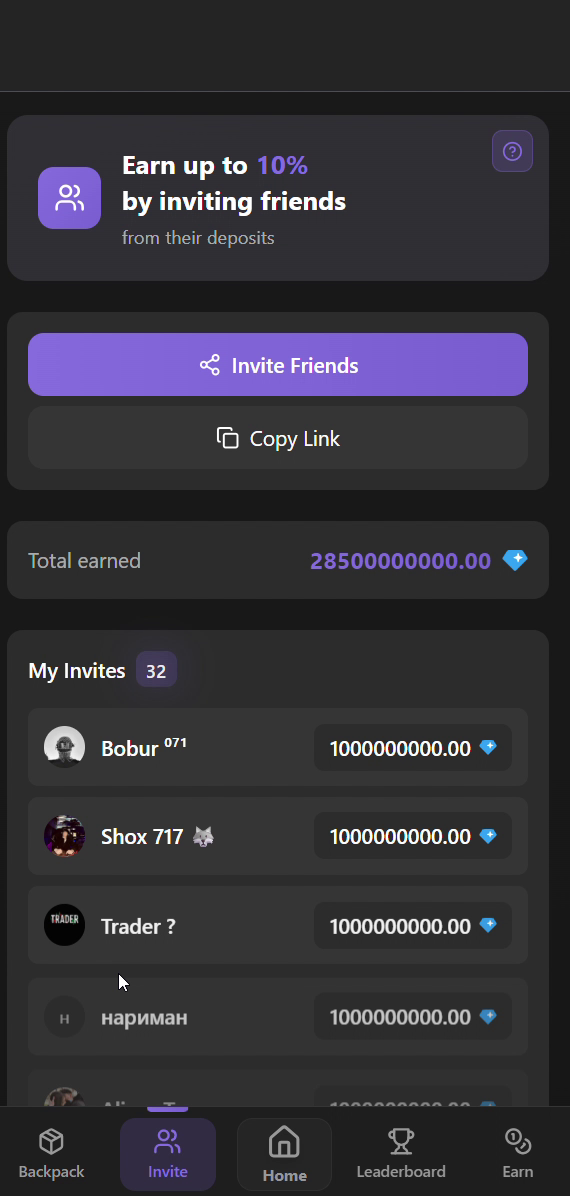 Earn up to 10%
by inviting friends
from their deposits
Invite Friends
Copy Link
Total earned 28500000000.00
My Invites 32
Bobur ⁰⁷¹ 1000000000.00
Shox 717 🐺 1000000000.00
TRADER
Trader ? 1000000000.00
н нариман 1000000000.00
Backpack Invite Home Leaderboard Earn